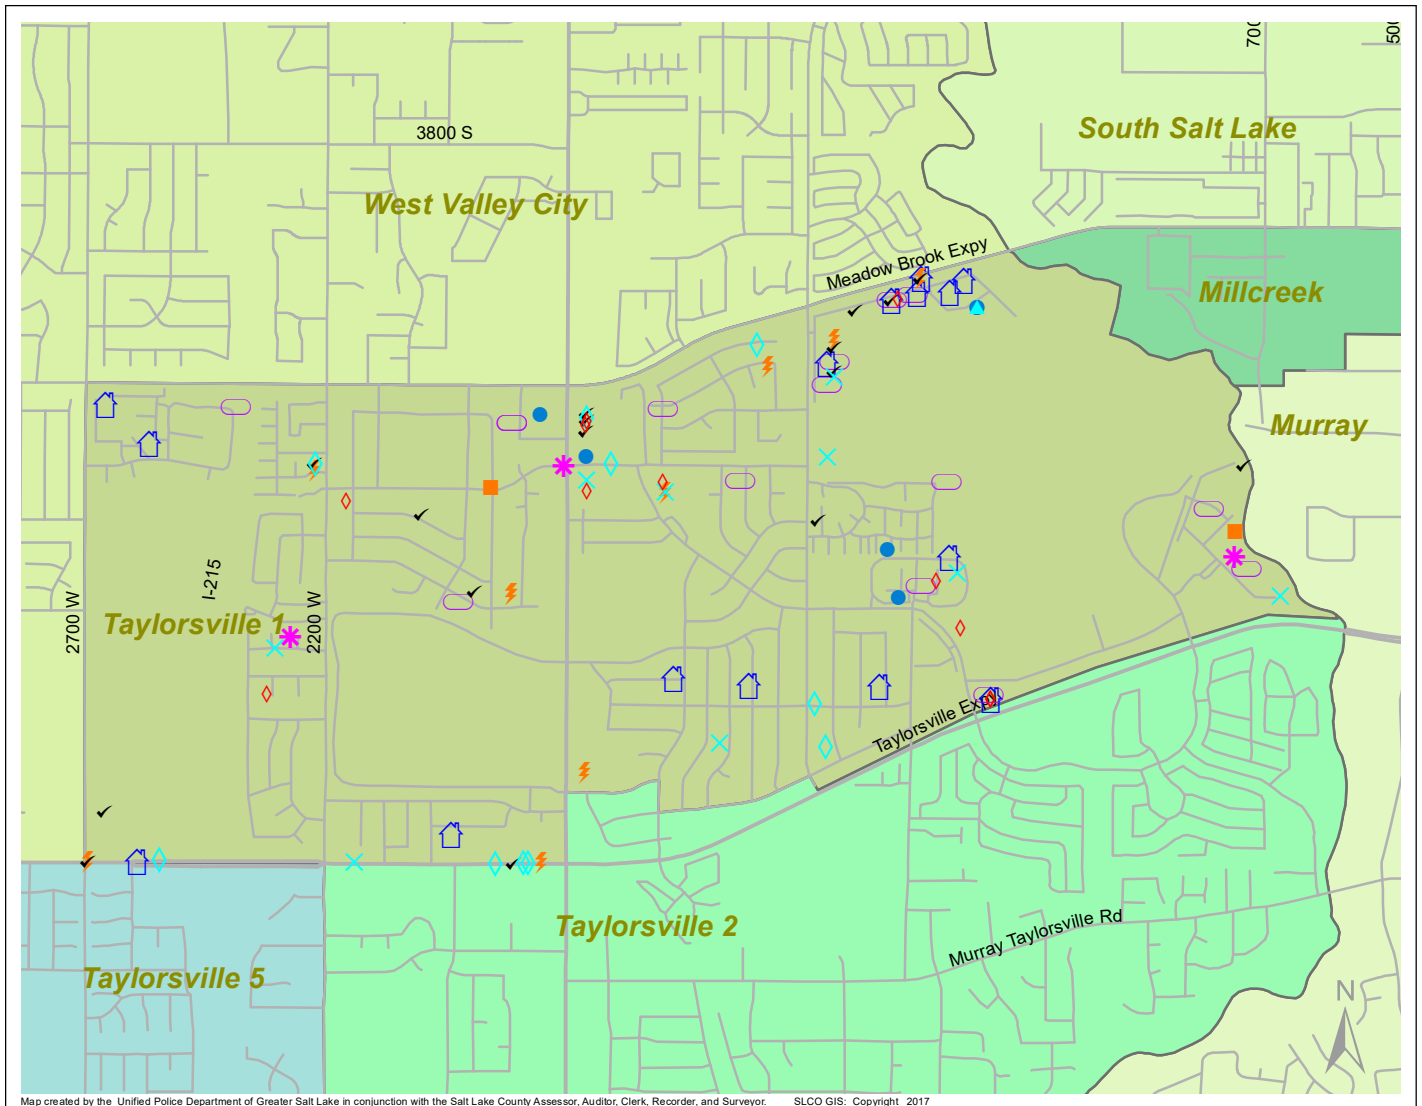 700
500
South Salt Lake
3800 S
West Valley City
Meadow Brook Expy
Millcreek
Murray
I-215
2700 W
2200 W
Taylorsville 1
Taylorsville Expy
Taylorsville 2
Murray Taylorsville Rd
Taylorsville 5
N
Map created by the Unified Police Department of Greater Salt Lake in conjunction with the Salt Lake County Assessor, Auditor, Clerk, Recorder, and Surveyor. SLCO GIS: Copyright 2017